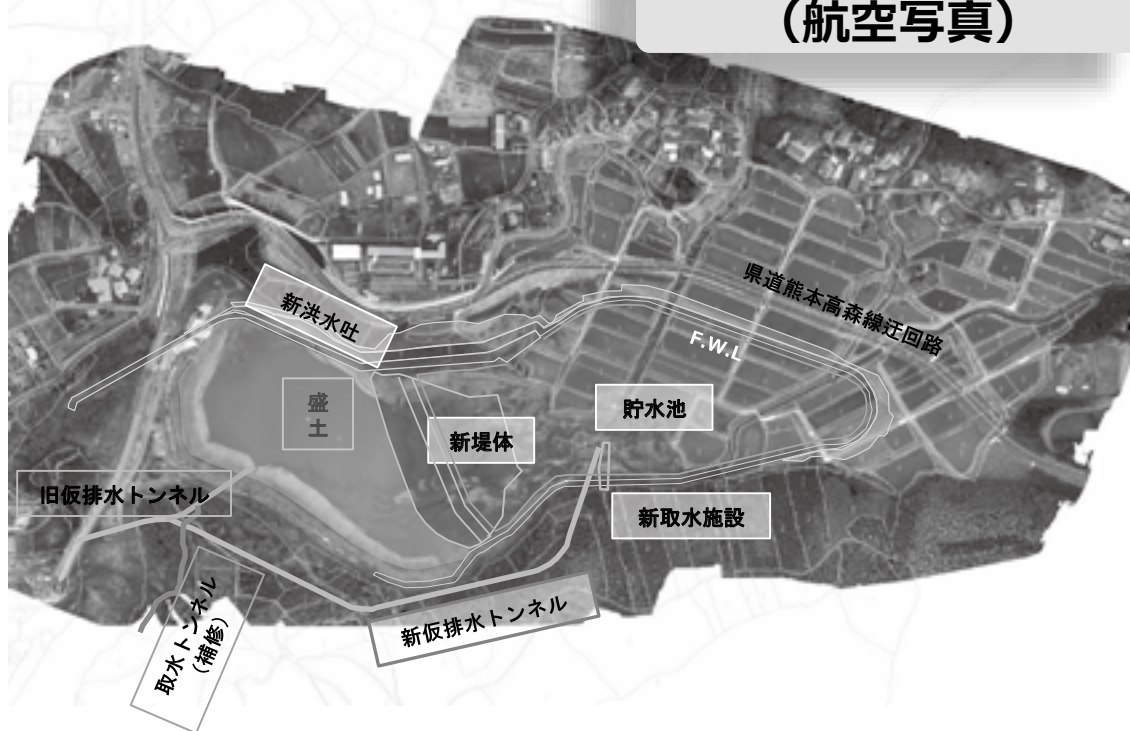 （航空写真）
県道熊本高森線迂回路
新洪水吐
F.W.L
盛
土
貯水池
新堤体
旧仮排水トンネル
新取水施設
取水トンネル
（補修）
新仮排水トンネル